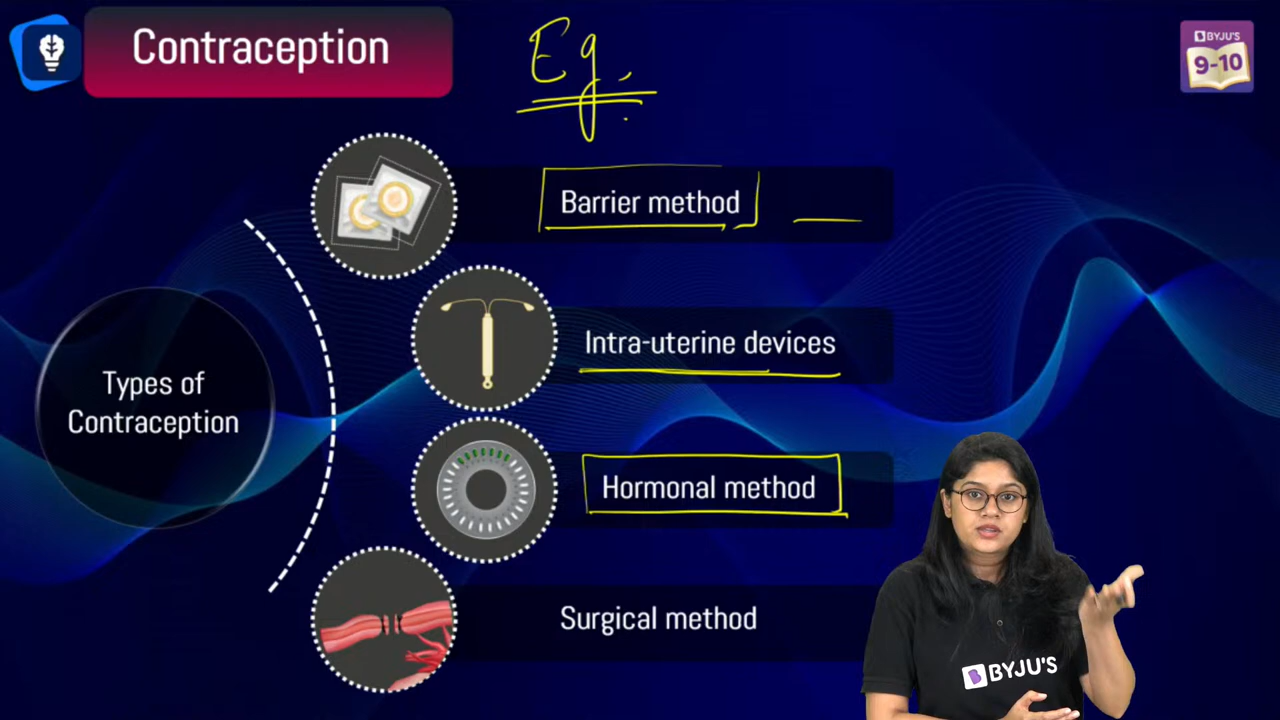 Contraception
Eg.
BYJU'S
9-10
Barrier method
Intra-uterine devices
Types of
Contraception
Hormonal method
Surgical method
BYJU'S